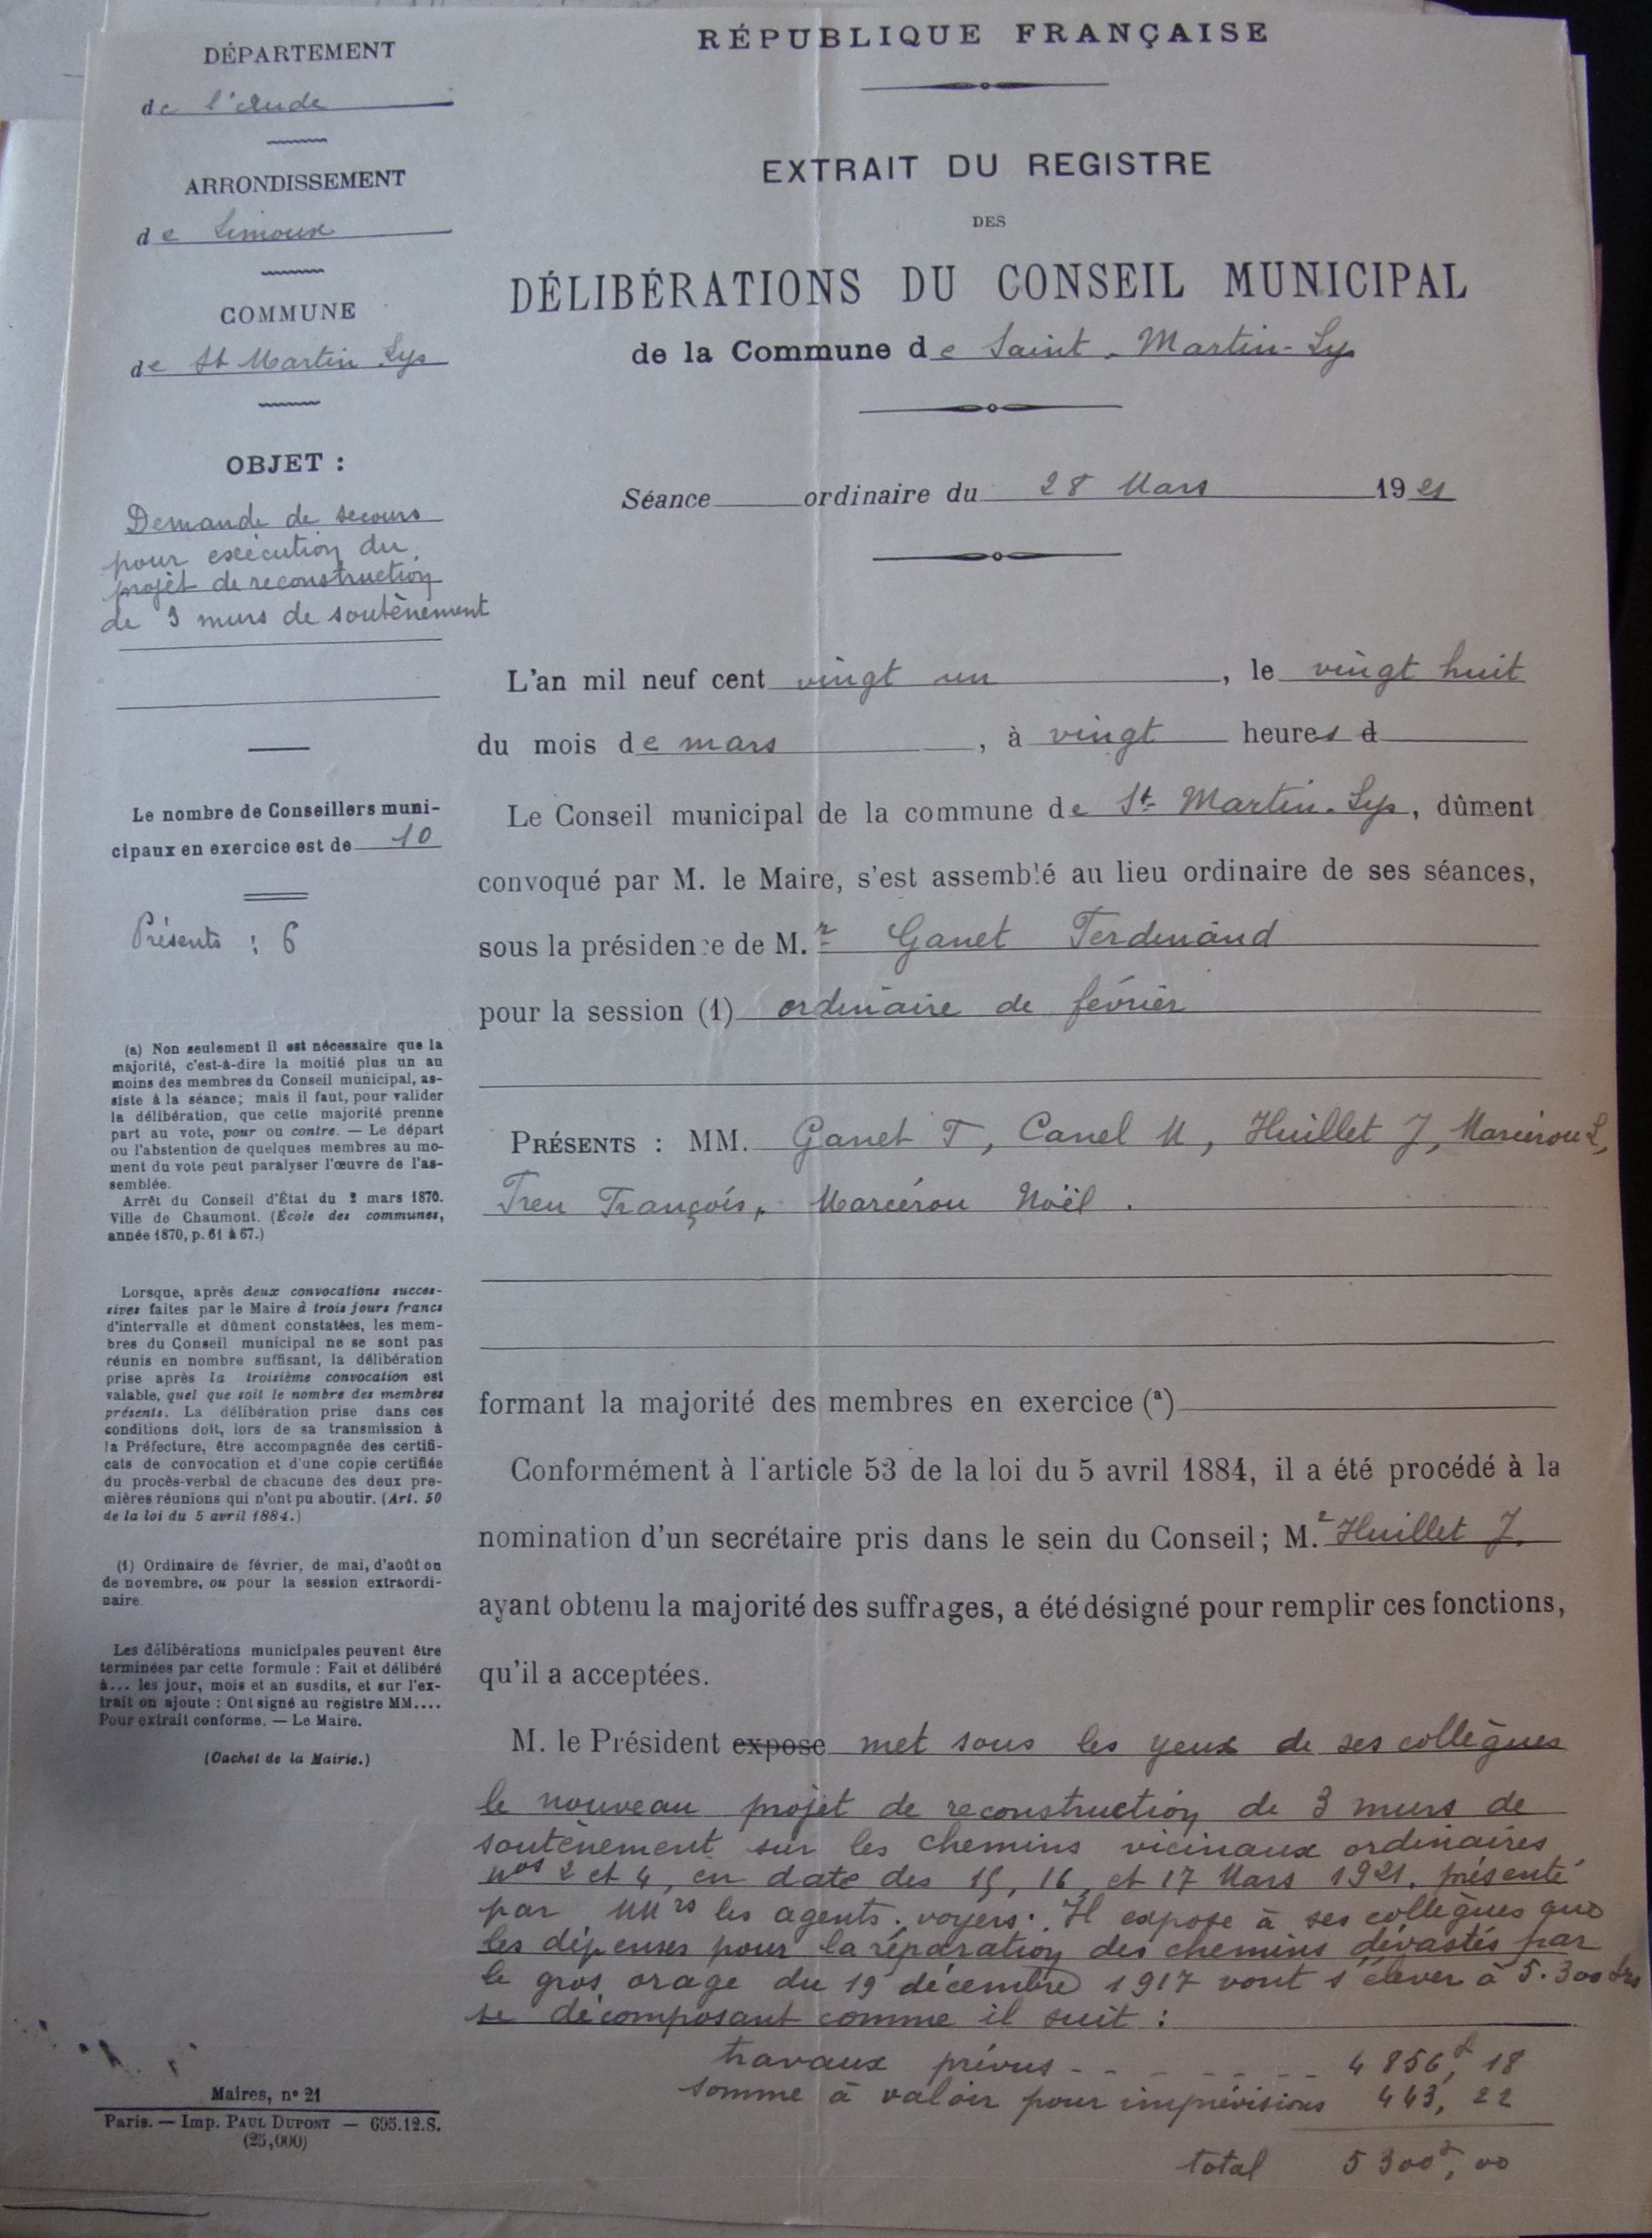 DÉPARTEMENT
de l'Aude
ARRONDISSEMENT
de Limoux
COMMUNE
de St Martin Lys
OBJET :
Demande de secours
pour exécution du
projet de reconstruction
de 3 murs de soutènement
Le nombre de Conseillers muni-
cipaux en exercice est de 10
Présents : 6
(a) Non seulement il est nécessaire que la
majorité, c'est-à-dire la moitié plus un au
moins des membres du Conseil municipal, as-
siste à la séance; mais il faut, pour valider
la délibération, que cette majorité prenne
part au vote, pour ou contre. — Le départ
ou l'abstention de quelques membres au mo-
ment du vote peut paralyser l'œuvre de l'as-
semblée.
Arrêt du Conseil d'État du 2 mars 1870.
Ville de Chaumont. (École des communes,
année 1870, p. 61 à 67.)
Lorsque, après deux convocations succes-
sives faites par le Maire à trois jours francs
d'intervalle et dûment constatées, les mem-
bres du Conseil municipal ne se sont pas
réunis en nombre suffisant, la délibération
prise après la troisième convocation est
valable, quel que soit le nombre des membres
présents. La délibération prise dans ces
conditions doit, lors de sa transmission à
la Préfecture, être accompagnée des certifi-
cats de convocation et d'une copie certifiée
du procès-verbal de chacune des deux pre-
mières réunions qui n'ont pu aboutir. (Art. 50
de la loi du 5 avril 1884.)
(1) Ordinaire de février, de mai, d'août ou
de novembre, ou pour la session extraordi-
naire.
Les délibérations municipales peuvent être
terminées par cette formule : Fait et délibéré
à... les jour, mois et an susdits, et sur l'ex-
trait on ajoute : Ont signé au registre MM....
Pour extrait conforme. — Le Maire.
(Cachet de la Mairie.)
Maires, n° 21
Paris. — Imp. PAUL DUPONT — 695.12.S.
(25,000)
RÉPUBLIQUE FRANÇAISE
EXTRAIT DU REGISTRE
DES
DÉLIBÉRATIONS DU CONSEIL MUNICIPAL
de la Commune de Saint-Martin-Lys
Séance ordinaire du 28 Mars 1921
L'an mil neuf cent vingt un, le vingt huit
du mois de mars, à vingt heures d
Le Conseil municipal de la commune de St-Martin-Lys, dûment
convoqué par M. le Maire, s'est assemblé au lieu ordinaire de ses séances,
sous la présidence de M.r Ganet Ferdinand
pour la session (1) ordinaire de février
PRÉSENTS : MM. Ganet F, Canel M, Huillet J, Marcérou L,
Treu François, Marcérou Noël.
formant la majorité des membres en exercice (a)
Conformément à l'article 53 de la loi du 5 avril 1884, il a été procédé à la
nomination d'un secrétaire pris dans le sein du Conseil; M.r Huillet J.
ayant obtenu la majorité des suffrages, a été désigné pour remplir ces fonctions,
qu'il a acceptées.
M. le Président expose met sous les yeux de ses collègues
le nouveau projet de reconstruction de 3 murs de
soutènement sur les chemins vicinaux ordinaires
nos 2 et 4, en date des 15, 16, et 17 Mars 1921, présenté
par MMrs les agents-voyers. Il expose à ses collègues que
les dépenses pour la réparation des chemins dévastés par
le gros orage du 19 décembre 1917 vont s'élever à 5.300 frs
se décomposant comme il suit :
travaux prévus - - - - - - - 4 856f, 18
somme à valoir pour imprévisions 443, 22
total 5 300f, 00